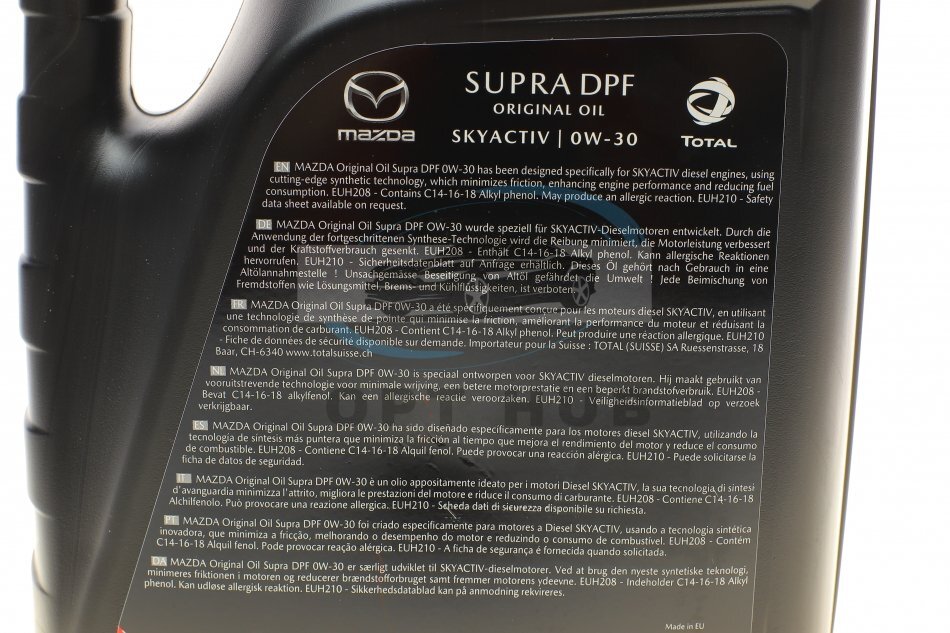 mazda
SUPRA DPF
ORIGINAL OIL
SKYACTIV | 0W-30
TOTAL
EN MAZDA Original Oil Supra DPF 0W-30 has been designed specifically for SKYACTIV diesel engines, using
cutting-edge synthetic technology, which minimizes friction, enhancing engine performance and reducing fuel
consumption. EUH208 - Contains C14-16-18 Alkyl phenol. May produce an allergic reaction. EUH210 - Safety
data sheet available on request.
DE MAZDA Original Oil Supra DPF 0W-30 wurde speziell für SKYACTIV-Dieselmotoren entwickelt. Durch die
Anwendung der fortgeschrittenen Synthese-Technologie wird die Reibung minimiert, die Motorleistung verbessert
und der Kraftstoffverbrauch gesenkt. EUH208 - Enthält C14-16-18 Alkyl phenol. Kann allergische Reaktionen
hervorrufen. EUH210 - Sicherheitsdatenblatt auf Anfrage erhältlich. Dieses Öl gehört nach Gebrauch in eine
Altölannahmestelle ! Unsachgemässe Beseitigung von Altöl gefährdet die Umwelt ! Jede Beimischung von
Fremdstoffen wie Lösungsmittel, Brems- und Kühlflüssigkeiten, ist verboten.
FR MAZDA Original Oil Supra DPF 0W-30 a été spécifiquement conçue pour les moteurs diesel SKYACTIV, en utilisant
une technologie de synthèse de pointe qui minimise la friction, améliorant la performance du moteur et réduisant la
consommation de carburant. EUH208 - Contient C14-16-18 Alkyl phenol. Peut produire une réaction allergique. EUH210
- Fiche de données de sécurité disponible sur demande. Importateur pour la Suisse : TOTAL (SUISSE) SA Ruessenstrasse, 18
Baar, CH-6340 www.totalsuisse.ch
NL MAZDA Original Oil Supra DPF 0W-30 is speciaal ontworpen voor SKYACTIV dieselmotoren. Hij maakt gebruikt van
vooruitstrevende technologie voor minimale wrijving, een betere motorprestatie en een beperkt brandstofverbruik. EUH208 -
Bevat C14-16-18 alkylfenol. Kan een allergische reactie veroorzaken. EUH210 - Veiligheidsinformatieblad op verzoek
verkrijgbaar.
OPT HUB
ES MAZDA Original Oil Supra DPF 0W-30 ha sido diseñado específicamente para los motores diesel SKYACTIV, utilizando la
tecnología de sintesis más puntera que minimiza la fricción al tiempo que mejora el rendimiento del motor y reduce el consumo
de combustible. EUH208 - Contiene C14-16-18 Alquil fenol. Puede provocar una reacción alérgica. EUH210 - Puede solicitarse la
ficha de datos de seguridad.
IT MAZDA Original Oil Supra DPF 0W-30 è un olio appositamente ideato per i motori Diesel SKYACTIV, la sua tecnologia di sintesi
d'avanguardia minimizza l'attrito, migliora le prestazioni del motore e riduce il consumo di carburante. EUH208 - Contiene C14-16-18
Alchilfenolo. Può provocare una reazione allergica. EUH210 - Scheda dati di sicurezza disponibile su richiesta.
PT MAZDA Original Oil Supra DPF 0W-30 foi criado especificamente para motores a Diesel SKYACTIV, usando a tecnologia sintética
inovadora, que minimiza a fricção, melhorando o desempenho do motor e reduzindo o consumo de combustível. EUH208 - Contém
C14-16-18 Alquil fenol. Pode provocar reação alérgica. EUH210 - A ficha de segurança é fornecida quando solicitada.
DA MAZDA Original Oil Supra DPF 0W-30 er særligt udviklet til SKYACTIV-dieselmotorer. Ved at brug den nyeste syntetiske teknologi,
minimeres friktionen i motoren og reducerer brændstofforbruget samt fremmer motorens ydeevne. EUH208 - Indeholder C14-16-18 Alkyl
phenol. Kan udløse allergisk reaktion. EUH210 - Sikkerhedsdatablad kan på anmodning rekvireres.
Made in EU